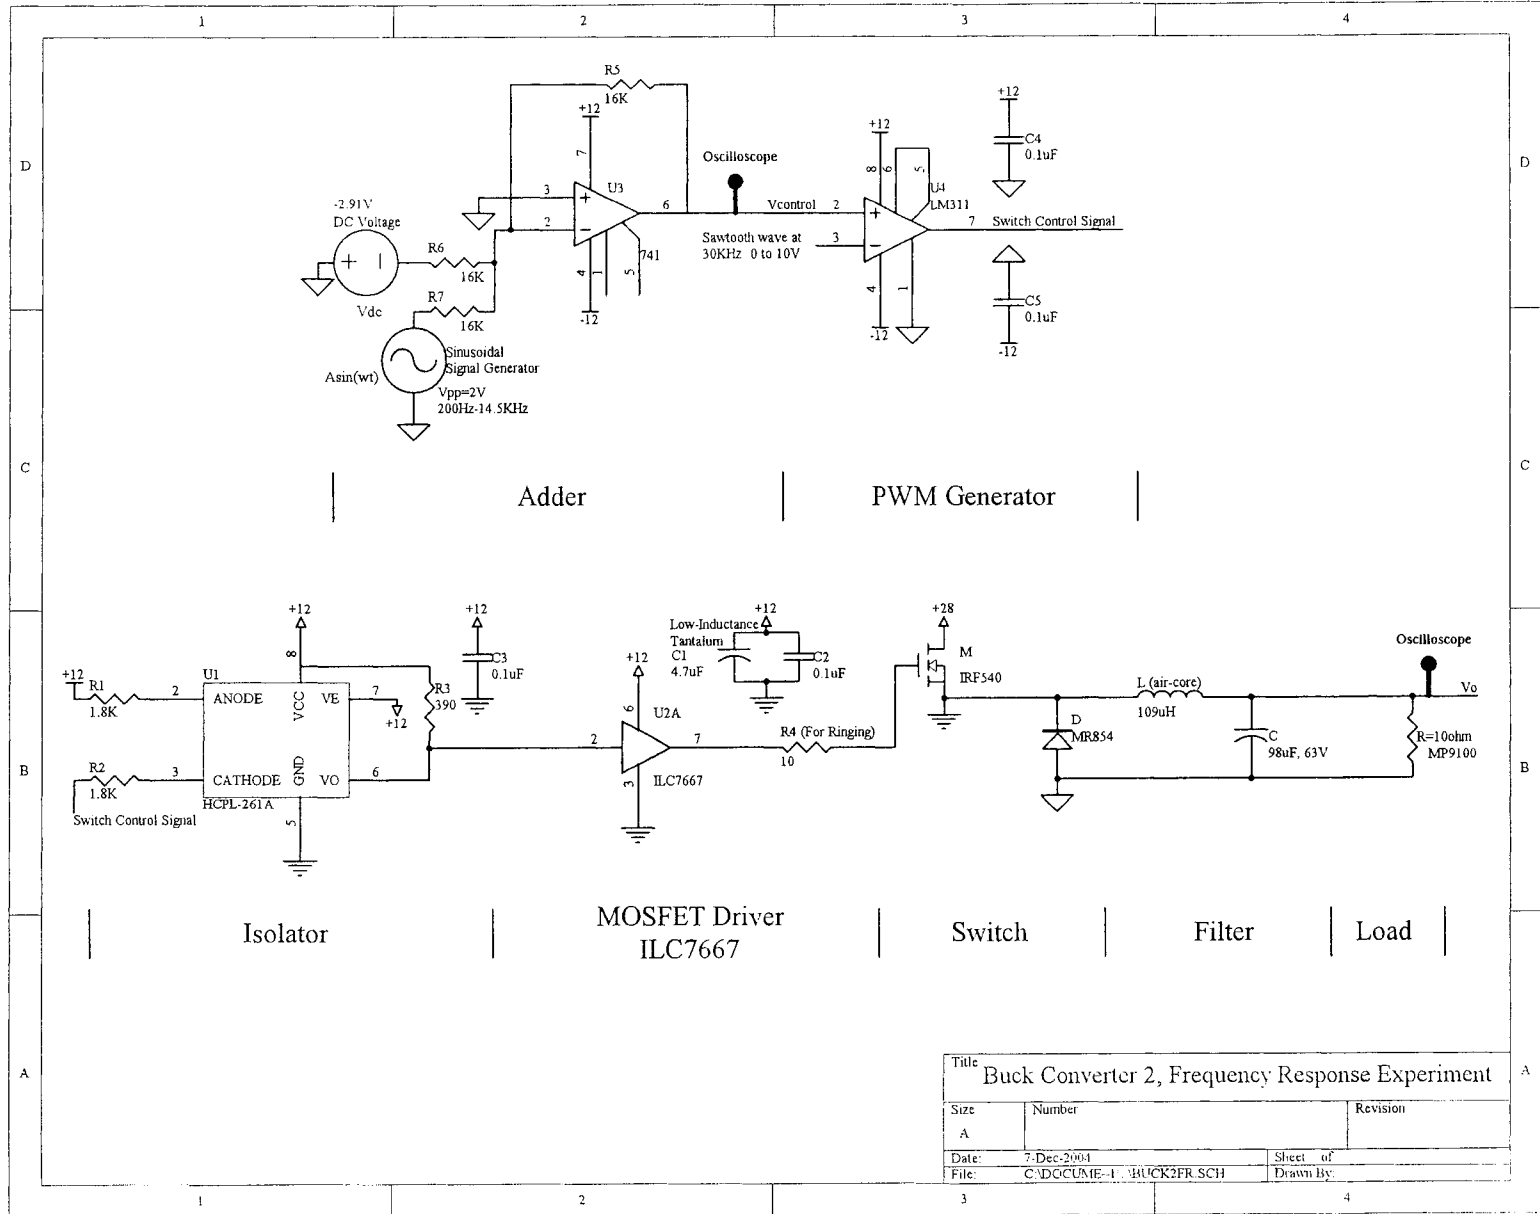 1 2 3 4
D
C
B
A
D
C
B
A
R5
16K
+12
7
3
2
U3
6
4
1
5
741
-12
-2.91V
DC Voltage
Vdc
R6
16K
R7
16K
Asin(wt)
Sinusoidal
Signal Generator
Vpp=2V
200Hz-14.5KHz
Oscilloscope
Vcontrol
Sawtooth wave at
30KHz 0 to 10V
+12
8
6
5
2
3
U4
LM311
7
Switch Control Signal
4
1
-12
+12
C4
0.1uF
C5
0.1uF
-12
Adder
PWM Generator
+12
R1
1.8K
2
R2
1.8K
3
Switch Control Signal
+12
8
U1
ANODE
VCC
VE
7
+12
CATHODE
GND
VO
6
HCPL-261A
5
R3
390
+12
C3
0.1uF
+12
6
U2A
2
7
3
ILC7667
Low-Inductance
Tantalum
C1
4.7uF
+12
C2
0.1uF
R4 (For Ringing)
10
+28
M
IRF540
D
MR854
L (air-core)
109uH
C
98uF, 63V
Oscilloscope
Vo
R=10ohm
MP9100
Isolator
MOSFET Driver
ILC7667
Switch
Filter
Load
Title
Buck Converter 2, Frequency Response Experiment
Size
A
Number
Revision
Date: 7-Dec-2004
Sheet of
File:
BUCK2FR.SCH
Drawn By:
1 2 3 4